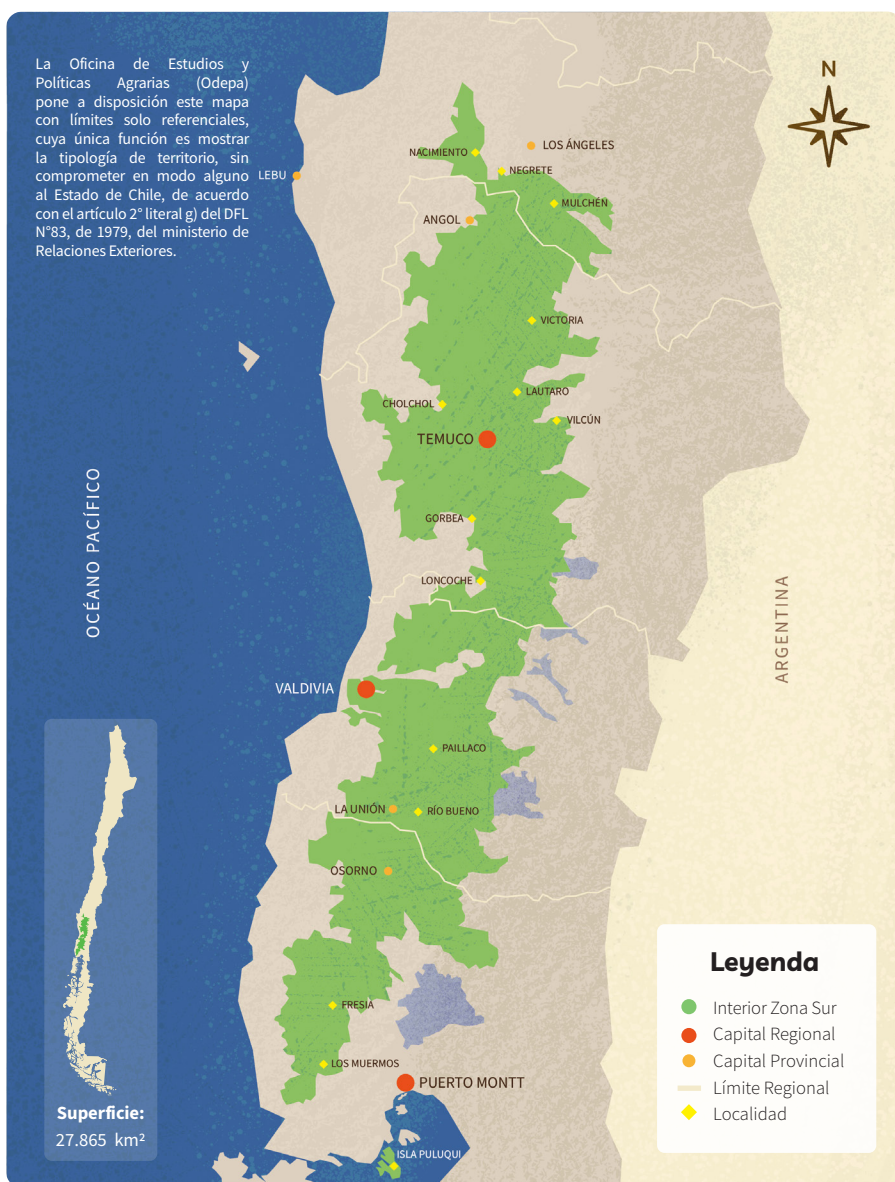 La Oficina de Estudios y
Políticas Agrarias (Odepa)
pone a disposición este mapa
con límites solo referenciales,
cuya única función es mostrar
la tipología de territorio, sin
comprometer en modo alguno
al Estado de Chile, de acuerdo
con el artículo 2° literal g) del DFL
N°83, de 1979, del ministerio de
Relaciones Exteriores.
N
LOS ÁNGELES
NACIMIENTO
NEGRETE
LEBU
MULCHÉN
ANGOL
VICTORIA
LAUTARO
CHOLCHOL
VILCÚN
TEMUCO
GORBEA
LONCOCHE
OCÉANO PACÍFICO
ARGENTINA
VALDIVIA
PAILLACO
LA UNIÓN
RÍO BUENO
OSORNO
FRESIA
LOS MUERMOS
PUERTO MONTT
ISLA PULUQUI
Superficie:
27.865 km²
Leyenda
Interior Zona Sur
Capital Regional
Capital Provincial
Límite Regional
Localidad